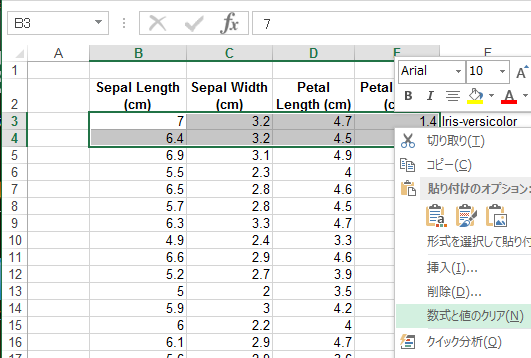 B3 fx 7
A B C D E F
1
2 Sepal Length (cm) Sepal Width (cm) Petal Length (cm)
3 7 3.2 4.7 1.4 Iris-versicolor
4 6.4 3.2 4.5
5 6.9 3.1 4.9
6 5.5 2.3 4
7 6.5 2.8 4.6
8 5.7 2.8 4.5
9 6.3 3.3 4.7
10 4.9 2.4 3.3
11 6.6 2.9 4.6
12 5.2 2.7 3.9
13 5 2 3.5
14 5.9 3 4.2
15 6 2.2 4
16 6.1 2.9 4.7
Arial 10 A
B I A
切り取り(T)
コピー(C)
貼り付けのオプション:
形式を選択して貼り付
挿入(I)...
削除(D)...
数式と値のクリア(N)
クイック分析(Q)